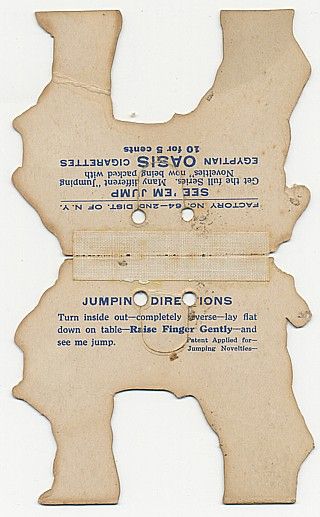 FACTORY NO. 2ND DIST. OF N. Y.
SEE 'EM JUMP
Get the full Series. Many different "Jumping
Novelties" now being packed with
EGYPTIAN OASIS CIGARETTES
10 for 5 cents
JUMPING DIRECTIONS
Turn inside out—completely reverse—lay flat
down on table—Raise Finger Gently—and
see me jump.
Patent Applied for—
Jumping Novelties—